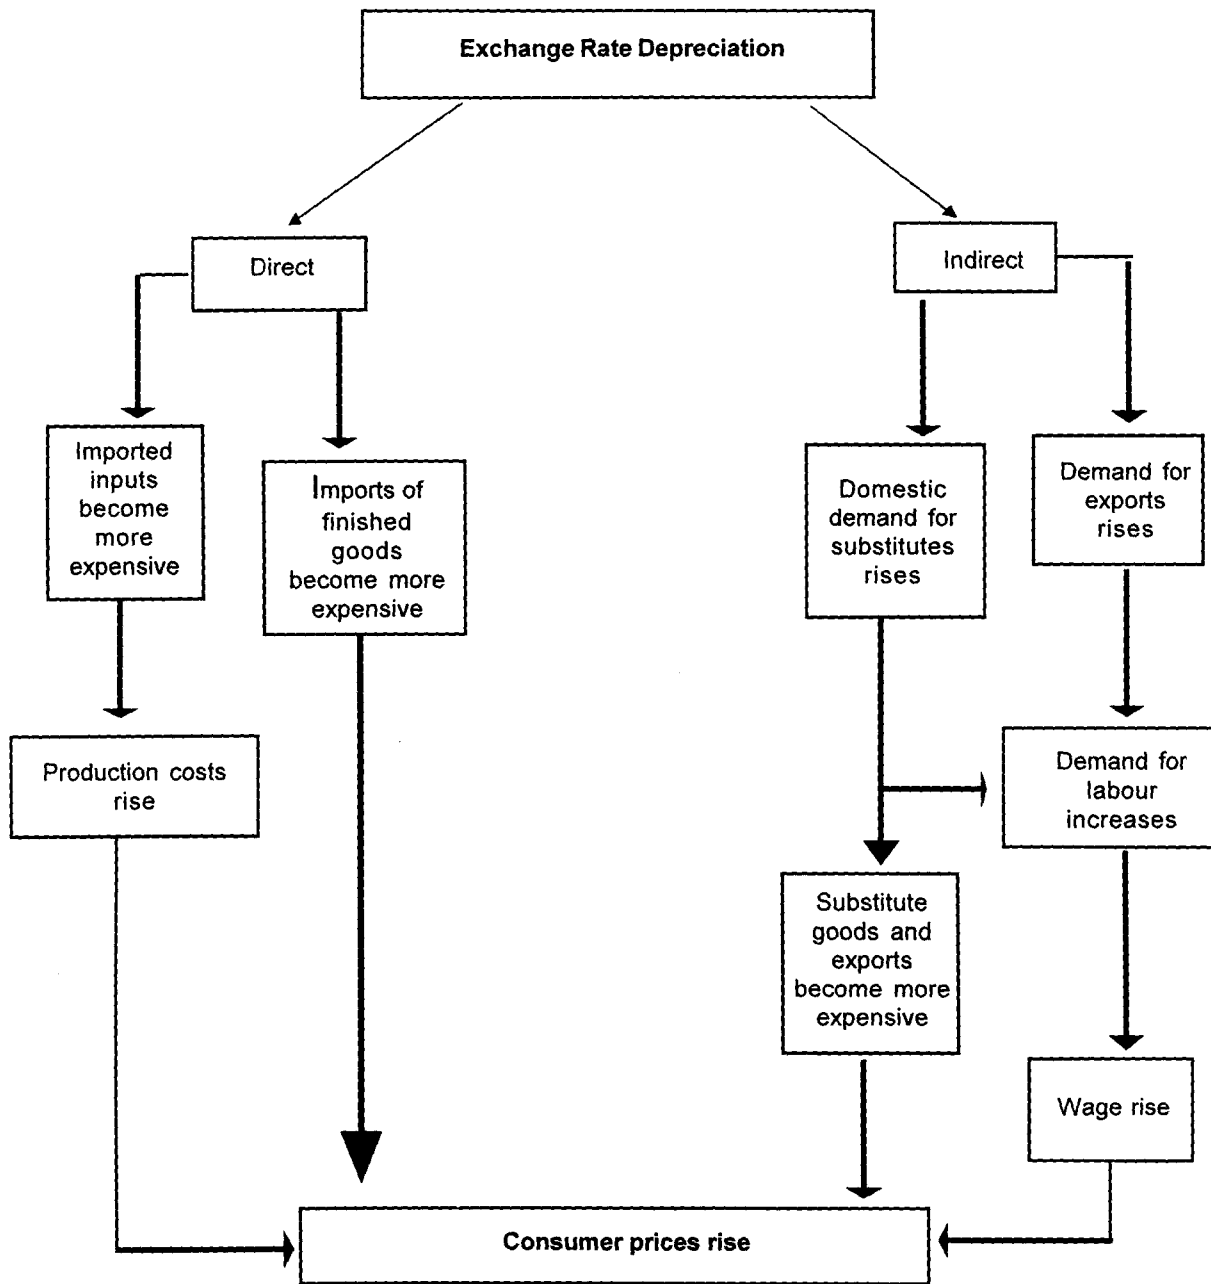 Exchange Rate Depreciation
Direct
Indirect
Imported
inputs
become
more
expensive
Imports of
finished
goods
become more
expensive
Domestic
demand for
substitutes
rises
Demand for
exports
rises
Production costs
rise
Demand for
labour
increases
Substitute
goods and
exports
become more
expensive
Wage rise
Consumer prices rise